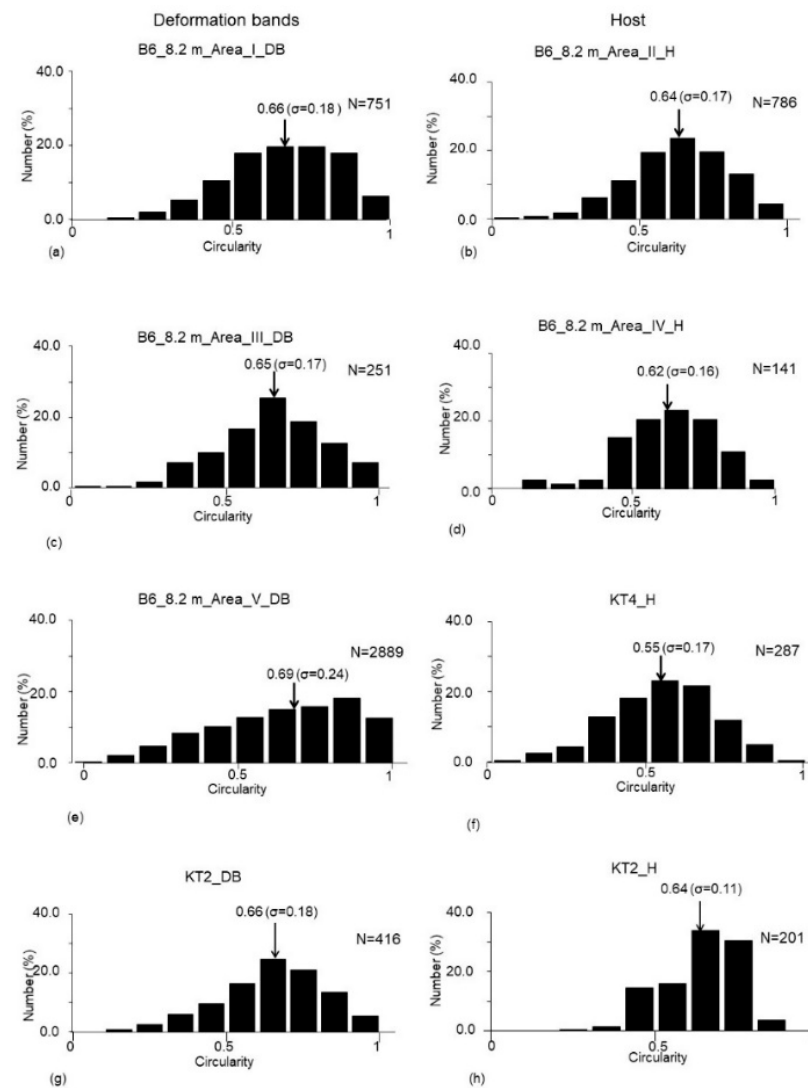 Deformation bands
Host
B6_8.2 m_Area_I_DB
40.0
20.0
0.0
Number (%)
0.66 (σ=0.18)
N=751
0
0.5
1
Circularity
(a)
B6_8.2 m_Area_II_H
40.0
20.0
0.0
Number (%)
0.64 (σ=0.17)
N=786
0
0.5
1
Circularity
(b)
B6_8.2 m_Area_III_DB
40.0
20.0
0.0
Number (%)
0.65 (σ=0.17)
N=251
0
0.5
1
Circularity
(c)
B6_8.2 m_Area_IV_H
40.0
20.0
0.0
Number (%)
0.62 (σ=0.16)
N=141
0
0.5
1
Circularity
(d)
B6_8.2 m_Area_V_DB
40.0
20.0
0.0
Number (%)
0.69 (σ=0.24)
N=2889
0
0.5
1
Circularity
(e)
KT4_H
40.0
20.0
0.0
Number (%)
0.55 (σ=0.17)
N=287
0
0.5
1
Circularity
(f)
KT2_DB
40.0
20.0
0.0
Number (%)
0.66 (σ=0.18)
N=416
0
0.5
1
Circularity
(g)
KT2_H
40.0
20.0
0.0
Number (%)
0.64 (σ=0.11)
N=201
0
0.5
1
Circularity
(h)